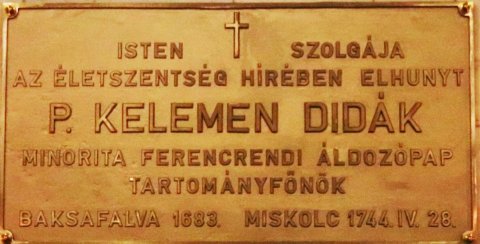 ISTEN SZOLGÁJA
AZ ÉLETSZENTSÉG HÍRÉBEN ELHUNYT
P. KELEMEN DIDÁK
MINORITA FERENCRENDI ÁLDOZÓPAP
TARTOMÁNYFŐNÖK
BAKSAFALVA 1683. MISKOLC 1744. IV. 28.